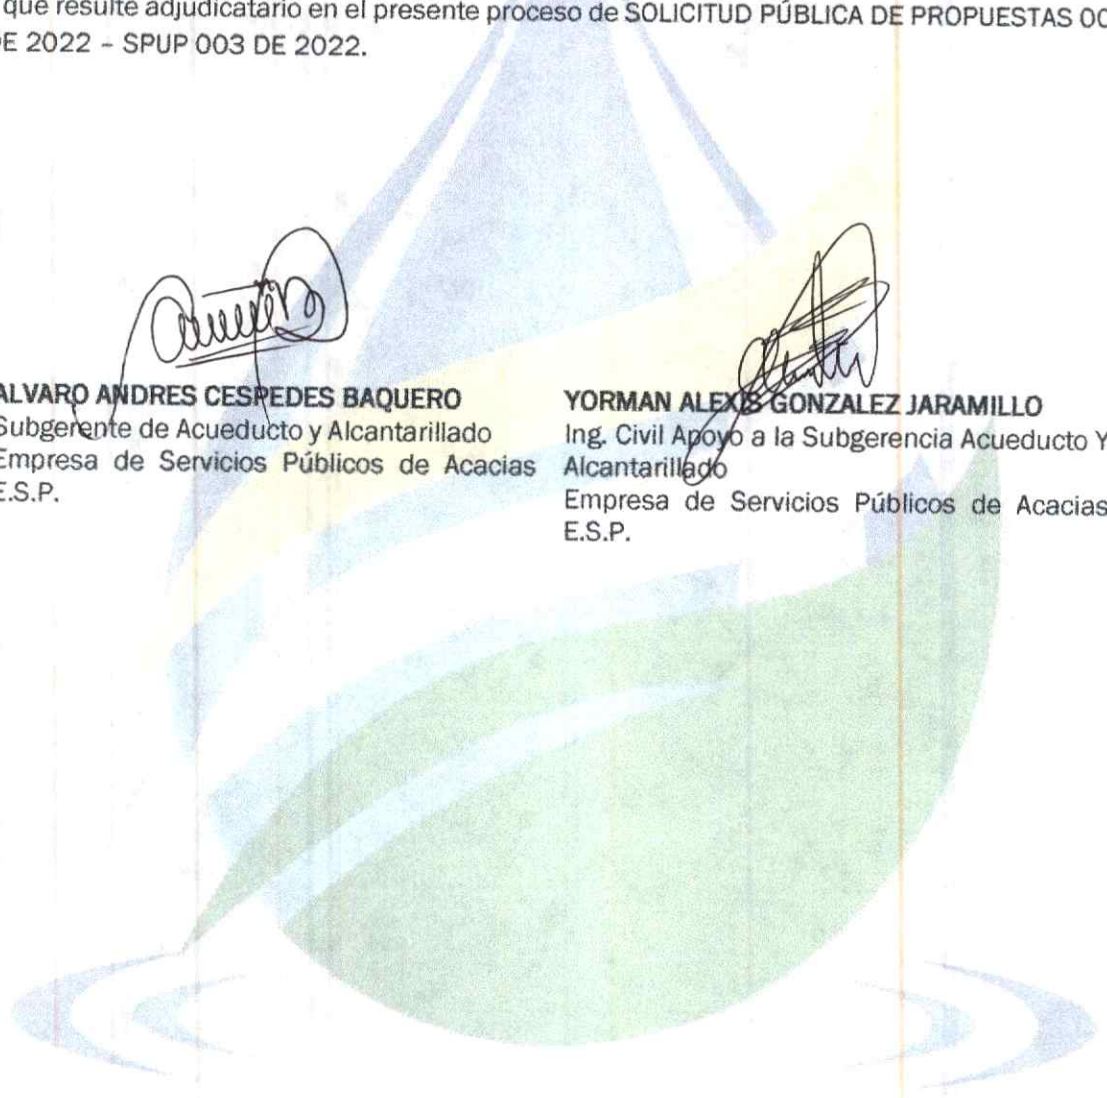 que resulte adjudicatario en el presente proceso de SOLICITUD PÚBLICA DE PROPUESTAS
DE 2022 – SPUP 003 DE 2022.
ALVARO ANDRES CESPEDES BAQUERO
Subgerente de Acueducto y Alcantarillado
Empresa de Servicios Públicos de Acacias
E.S.P.
YORMAN ALEXIS GONZALEZ JARAMILLO
Ing. Civil Apoyo a la Subgerencia Acueducto Y
Alcantarillado
Empresa de Servicios Públicos de Acacias
E.S.P.